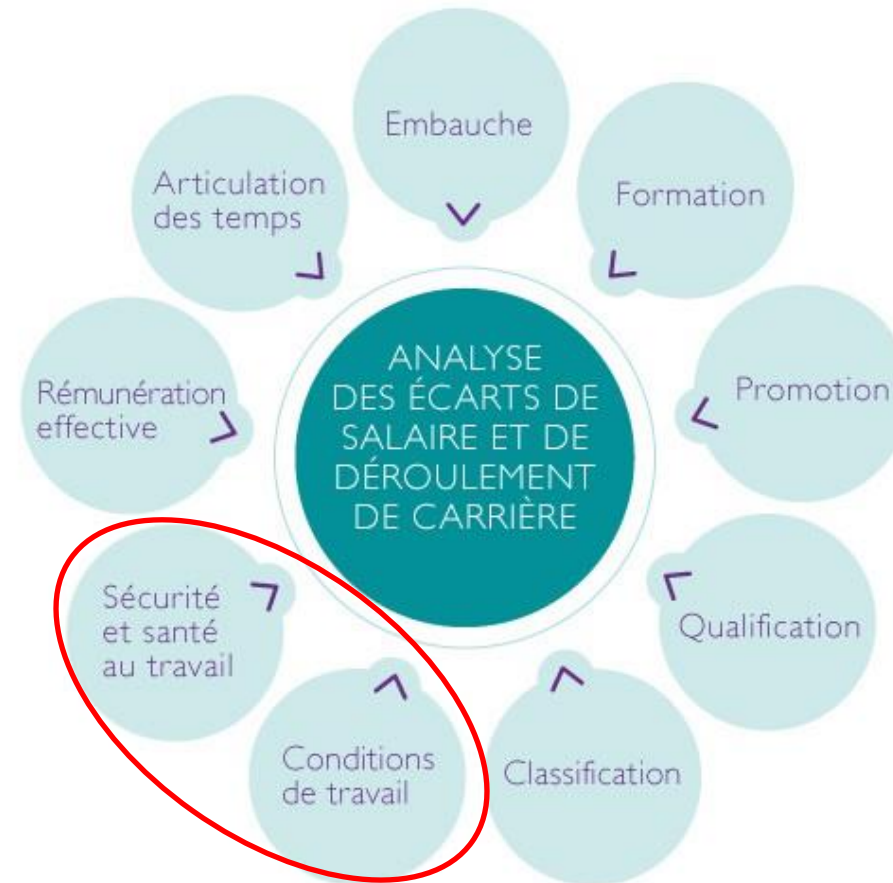 Embauche
Formation
Promotion
Qualification
Classification
Conditions
de travail
Sécurité
et santé
au travail
Rémunération
effective
Articulation
des temps
ANALYSE
DES ÉCARTS DE
SALAIRE ET DE
DÉROULEMENT
DE CARRIÈRE